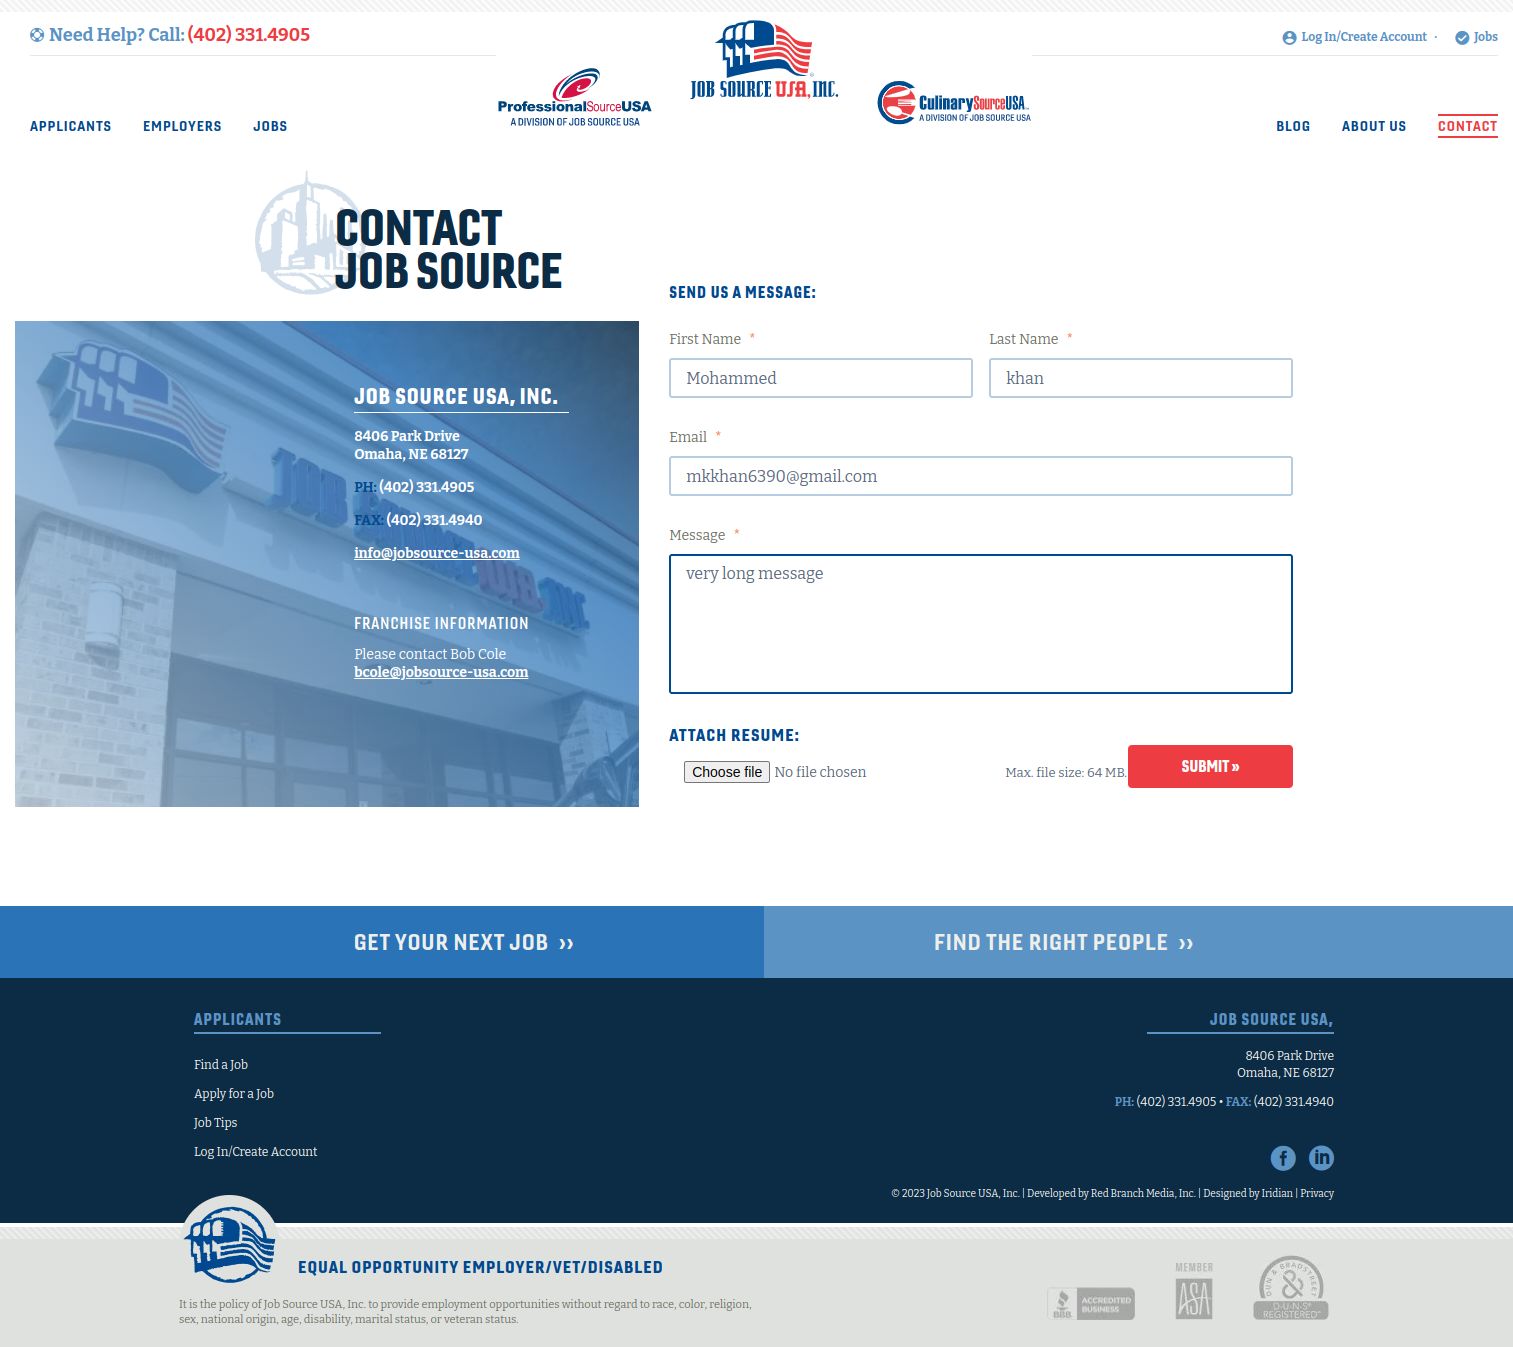 Need Help? Call: (402) 331.4905
Log In/Create Account ·
Jobs
JOB SOURCE USA, INC.
ProfessionalSourceUSA
A DIVISION OF JOB SOURCE USA
CulinarySourceUSA
A DIVISION OF JOB SOURCE USA
APPLICANTS
EMPLOYERS
JOBS
BLOG
ABOUT US
CONTACT
CONTACT
JOB SOURCE
JOB SOURCE USA, INC.
8406 Park Drive
Omaha, NE 68127
PH: (402) 331.4905
FAX: (402) 331.4940
info@jobsource-usa.com
FRANCHISE INFORMATION
Please contact Bob Cole
bcole@jobsource-usa.com
SEND US A MESSAGE:
First Name *
Last Name *
Mohammed
khan
Email *
mkkhan6390@gmail.com
Message *
very long message
ATTACH RESUME:
Choose file No file chosen
Max. file size: 64 MB.
SUBMIT »
GET YOUR NEXT JOB ››
FIND THE RIGHT PEOPLE ››
APPLICANTS
Find a Job
Apply for a Job
Job Tips
Log In/Create Account
JOB SOURCE USA,
8406 Park Drive
Omaha, NE 68127
PH: (402) 331.4905 • FAX: (402) 331.4940
f in
© 2023 Job Source USA, Inc. | Developed by Red Branch Media, Inc. | Designed by Iridian | Privacy
EQUAL OPPORTUNITY EMPLOYER/VET/DISABLED
It is the policy of Job Source USA, Inc. to provide employment opportunities without regard to race, color, religion,
sex, national origin, age, disability, marital status, or veteran status.
BBB ACCREDITED
BUSINESS
MEMBER
ASA
DUN & BRADSTREET
&
D-U-N-S®
REGISTERED™